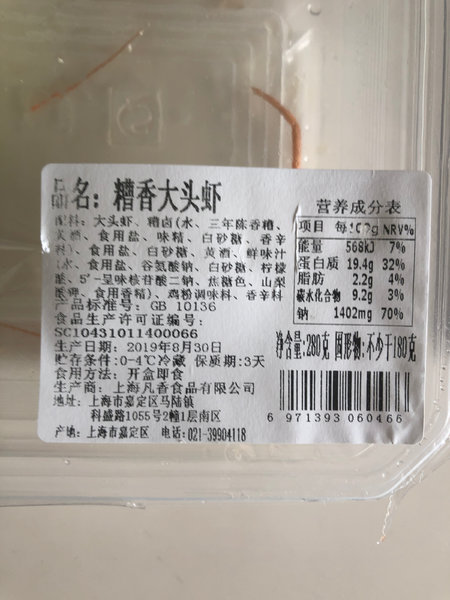 品名：糟香大头虾
配料：大头虾、糟卤(水、三年陈香糟、
黄酒、食用盐、味精、白砂糖、香辛
料)、食用盐、白砂糖、黄酒、鲜味汁
(水、食用盐、谷氨酸钠、白砂糖、柠檬
酸、5'-呈味核苷酸二钠、焦糖色、山梨
酸钾、食用香精)、鸡粉调味料、香辛料
产品标准号：GB 10136
食品生产许可证编号：
SC10431011400066
生产日期：2019年8月30日
贮存条件：0-4℃冷藏 保质期：3天
食用方法：开盒即食
生产商：上海凡香食品有限公司
地址：上海市嘉定区马陆镇
科盛路1055号2幢1层南区
产地：上海市嘉定区 电话：021-39904118
营养成分表
项目 每100g NRV%
能量 568kJ 7%
蛋白质 19.4g 32%
脂肪 2.2g 4%
碳水化合物 9.2g 3%
钠 1402mg 70%
净含量：280克 固形物：不少于180克
6 971393 060466